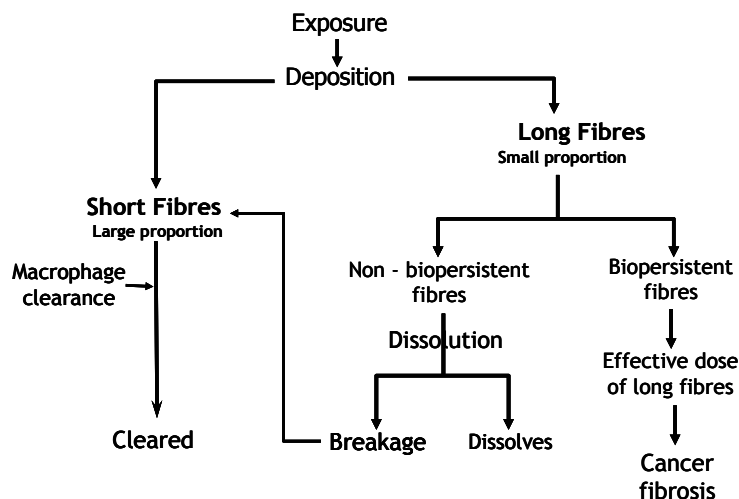 Exposure
Deposition
Long Fibres
Small proportion
Short Fibres
Large proportion
Macrophage
clearance
Non - biopersistent
fibres
Biopersistent
fibres
Dissolution
Effective dose
of long fibres
Cleared
Breakage
Dissolves
Cancer
fibrosis